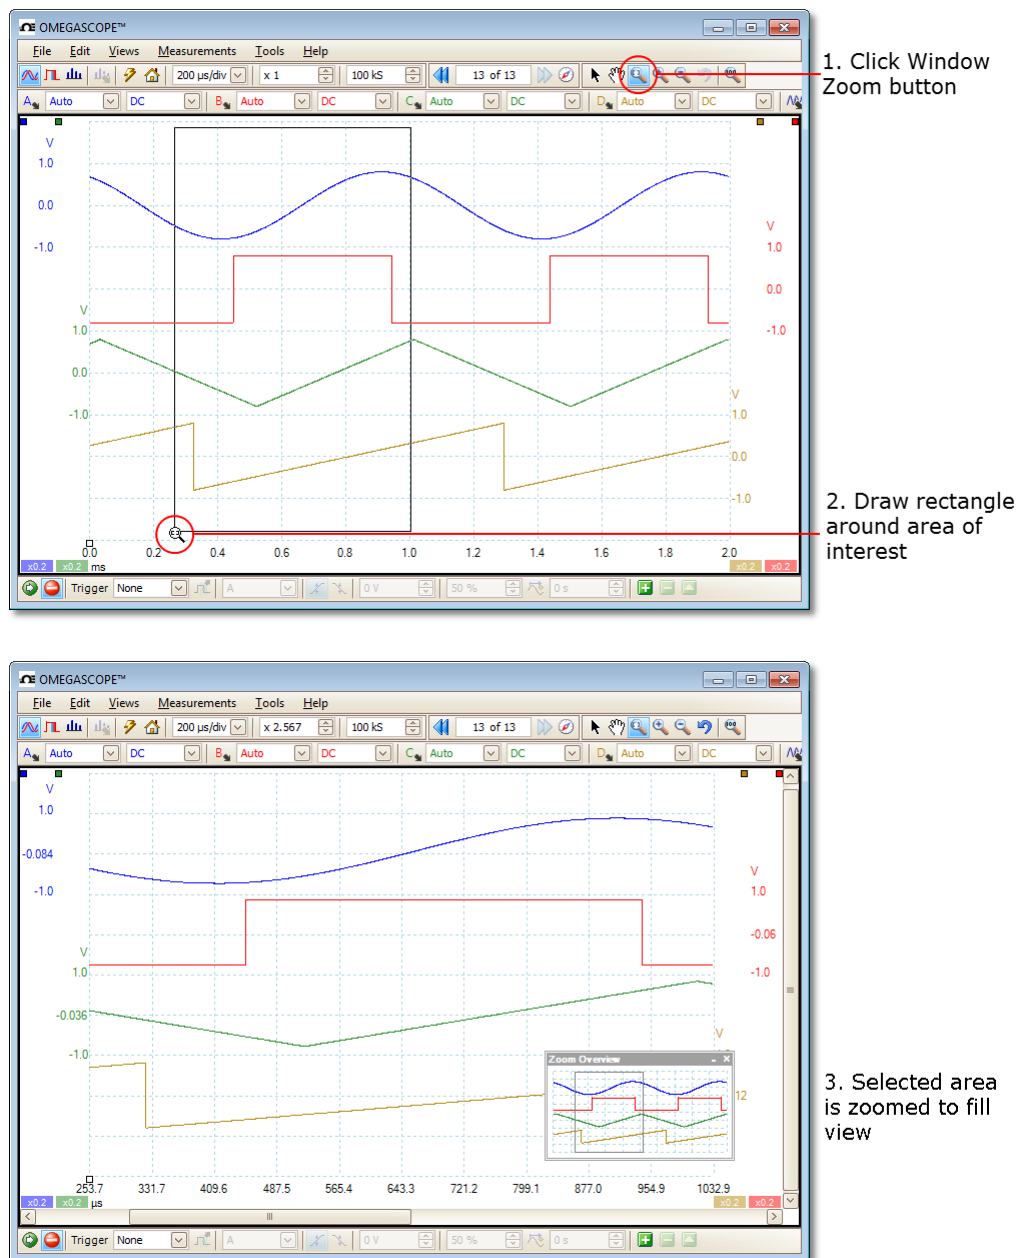 OMEGASCOPE™
File Edit Views Measurements Tools Help
200 µs/div x 1 100 kS 13 of 13
A Auto DC B Auto DC C Auto DC D Auto DC
1. Click Window
Zoom button
V
1.0
0.0
-1.0
V
1.0
0.0
-1.0
V
1.0
0.0
-1.0
V
1.0
0.0
-1.0
2. Draw rectangle
around area of
interest
0.0 0.2 0.4 0.6 0.8 1.0 1.2 1.4 1.6 1.8 2.0
x0.2 x0.2 ms x0.2 x0.2
Trigger None A 0 V 50 % 0 s
OMEGASCOPE™
File Edit Views Measurements Tools Help
200 µs/div x 2.567 100 kS 13 of 13
A Auto DC B Auto DC C Auto DC D Auto DC
V
1.0
-0.084
-1.0
V
1.0
-0.06
-1.0
V
1.0
-0.036
-1.0
V
Zoom Overview
12
3. Selected area
is zoomed to fill
view
253.7 331.7 409.6 487.5 565.4 643.3 721.2 799.1 877.0 954.9 1032.9
x0.2 x0.2 µs x0.2 x0.2
Trigger None A 0 V 50 % 0 s